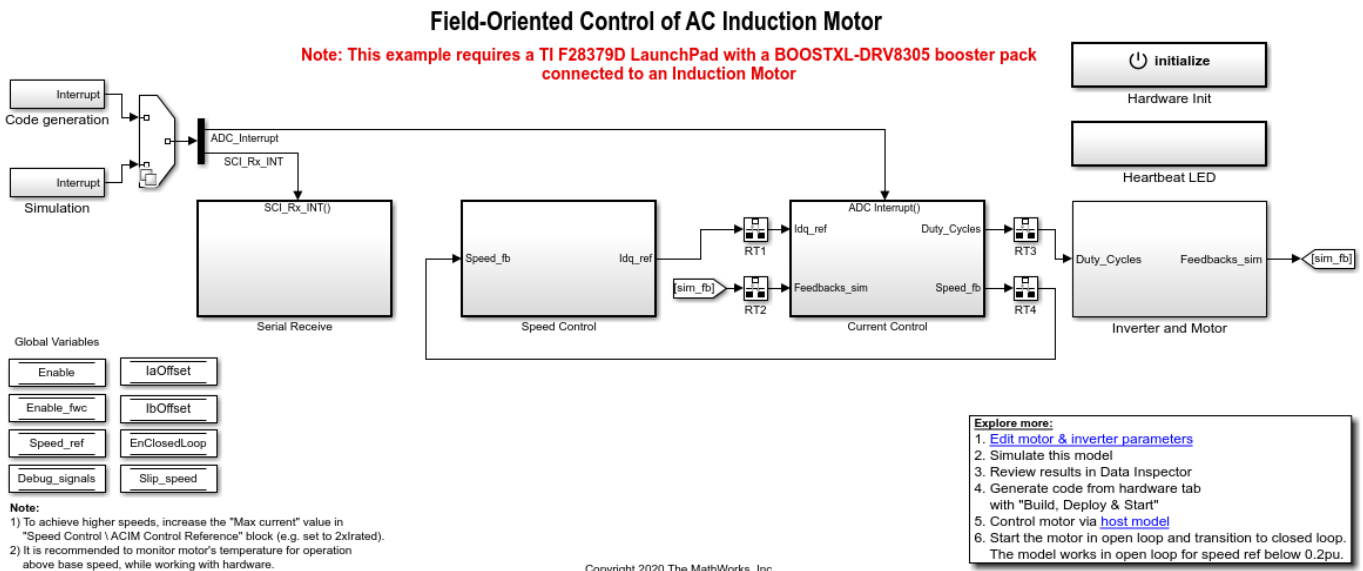 Field-Oriented Control of AC Induction Motor
Note: This example requires a TI F28379D LaunchPad with a BOOSTXL-DRV8305 booster pack
connected to an Induction Motor
initialize
Hardware Init
Heartbeat LED
Interrupt
Code generation
Interrupt
Simulation
ADC_Interrupt
SCI_Rx_INT
SCI_Rx_INT()
Serial Receive
Speed_fb
Idq_ref
Speed Control
RT1
[sim_fb]
RT2
ADC Interrupt()
Idq_ref
Duty_Cycles
Feedbacks_sim
Speed_fb
Current Control
RT3
RT4
Duty_Cycles
Feedbacks_sim
Inverter and Motor
[sim_fb]
Global Variables
Enable
IaOffset
Enable_fwc
IbOffset
Speed_ref
EnClosedLoop
Debug_signals
Slip_speed
Note:
1) To achieve higher speeds, increase the "Max current" value in
"Speed Control \ ACIM Control Reference" block (e.g. set to 2xIrated).
2) It is recommended to monitor motor's temperature for operation
above base speed, while working with hardware.
Explore more:
1. Edit motor & inverter parameters
2. Simulate this model
3. Review results in Data Inspector
4. Generate code from hardware tab
with "Build, Deploy & Start"
5. Control motor via host model
6. Start the motor in open loop and transition to closed loop.
The model works in open loop for speed ref below 0.2pu.
Copyright 2020 The MathWorks, Inc.